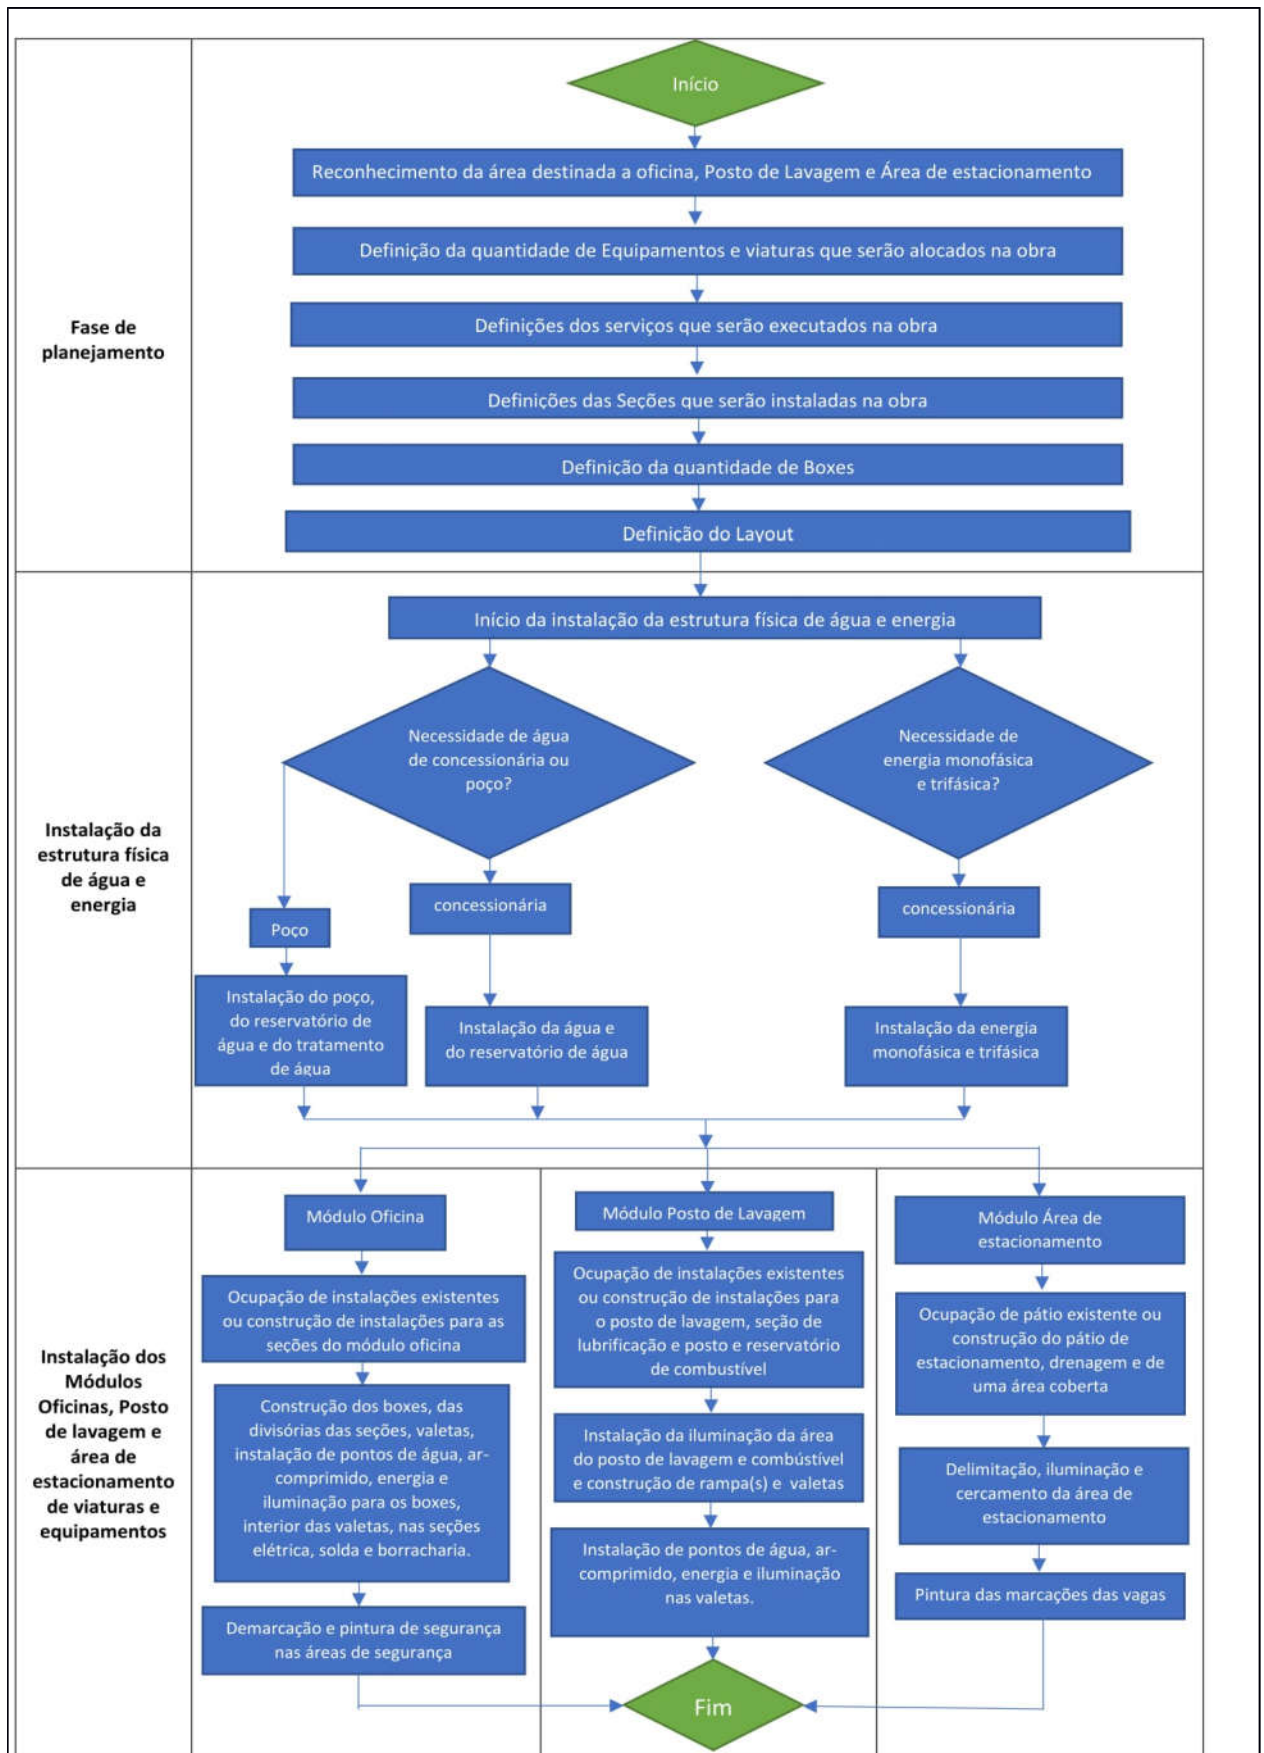 Início
Reconhecimento da área destinada a oficina, Posto de Lavagem e Área de estacionamento
Definição da quantidade de Equipamentos e viaturas que serão alocados na obra
Definições dos serviços que serão executados na obra
Fase de
planejamento
Definições das Seções que serão instaladas na obra
Definição da quantidade de Boxes
Definição do Layout
Início da instalação da estrutura física de água e energia
Necessidade de água
de concessionária ou
poço?
Necessidade de
energia monofásica
e trifásica?
Instalação da
estrutura física
de água e
energia
Poço
concessionária
concessionária
Instalação do poço,
do reservatório de
água e do tratamento
de água
Instalação da água e
do reservatório de água
Instalação da energia
monofásica e trifásica
Instalação dos
Módulos
Oficinas, Posto
de lavagem e
área de
estacionamento
de viaturas e
equipamentos
Módulo Oficina
Ocupação de instalações existentes
ou construção de instalações para as
seções do módulo oficina
Construção dos boxes, das
divisórias das seções, valetas,
instalação de pontos de água, ar-
comprimido, energia e
iluminação para os boxes,
interior das valetas, nas seções
elétrica, solda e borracharia.
Demarcação e pintura de segurança
nas áreas de segurança
Módulo Posto de Lavagem
Ocupação de instalações existentes
ou construção de instalações para
o posto de lavagem, seção de
lubrificação e posto e reservatório
de combustível
Instalação da iluminação da área
do posto de lavagem e combústível
e construção de rampa(s) e valetas
Instalação de pontos de água, ar-
comprimido, energia e iluminação
nas valetas.
Módulo Área de
estacionamento
Ocupação de pátio existente ou
construção do pátio de
estacionamento, drenagem e de
uma área coberta
Delimitação, iluminação e
cercamento da área de
estacionamento
Pintura das marcações das vagas
Fim